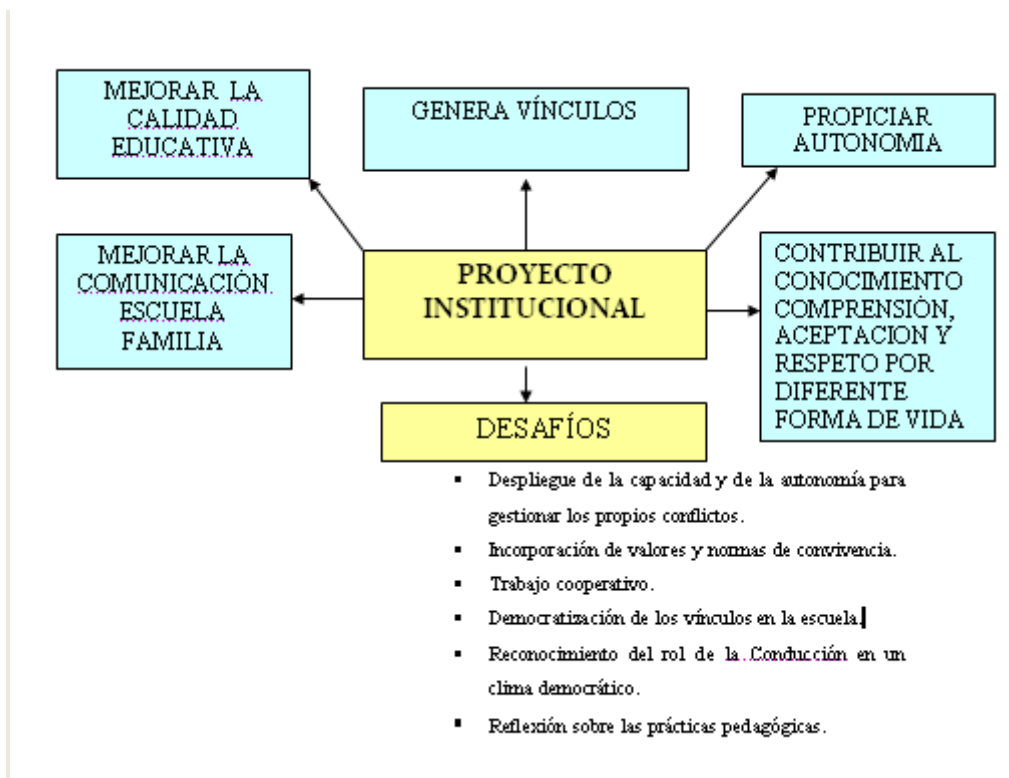 MEJORAR LA
CALIDAD
EDUCATIVA
GENERA VÍNCULOS
PROPICIAR
AUTONOMIA
MEJORAR LA
COMUNICACIÓN
ESCUELA
FAMILIA
PROYECTO
INSTITUCIONAL
CONTRIBUIR AL
CONOCIMIENTO
COMPRENSIÓN,
ACEPTACION Y
RESPETO POR
DIFERENTE
FORMA DE VIDA
DESAFÍOS
▪ Despliegue de la capacidad y de la autonomía para
gestionar los propios conflictos.
▪ Incorporación de valores y normas de convivencia.
▪ Trabajo cooperativo.
▪ Democratización de los vínculos en la escuela.
▪ Reconocimiento del rol de la Conducción en un
clima democrático.
▪ Reflexión sobre las prácticas pedagógicas.